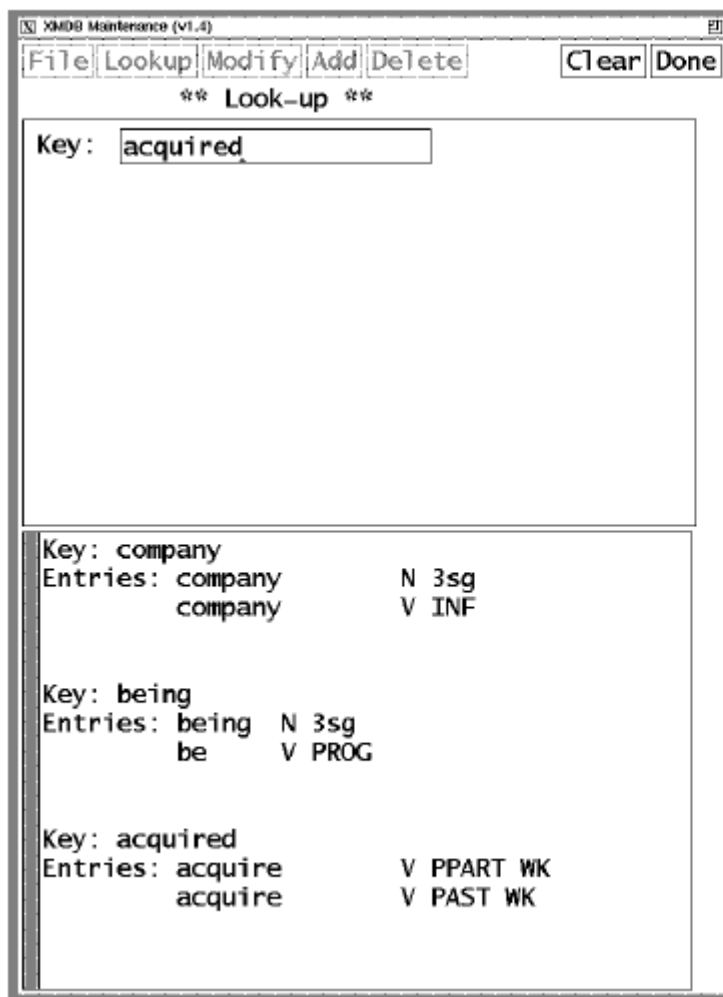 XMDB Maintenance (v1.4)
File Lookup Modify Add Delete Clear Done
** Look-up **
Key: acquired
Key: company
Entries: company N 3sg
company V INF
Key: being
Entries: being N 3sg
be V PROG
Key: acquired
Entries: acquire V PPART WK
acquire V PAST WK